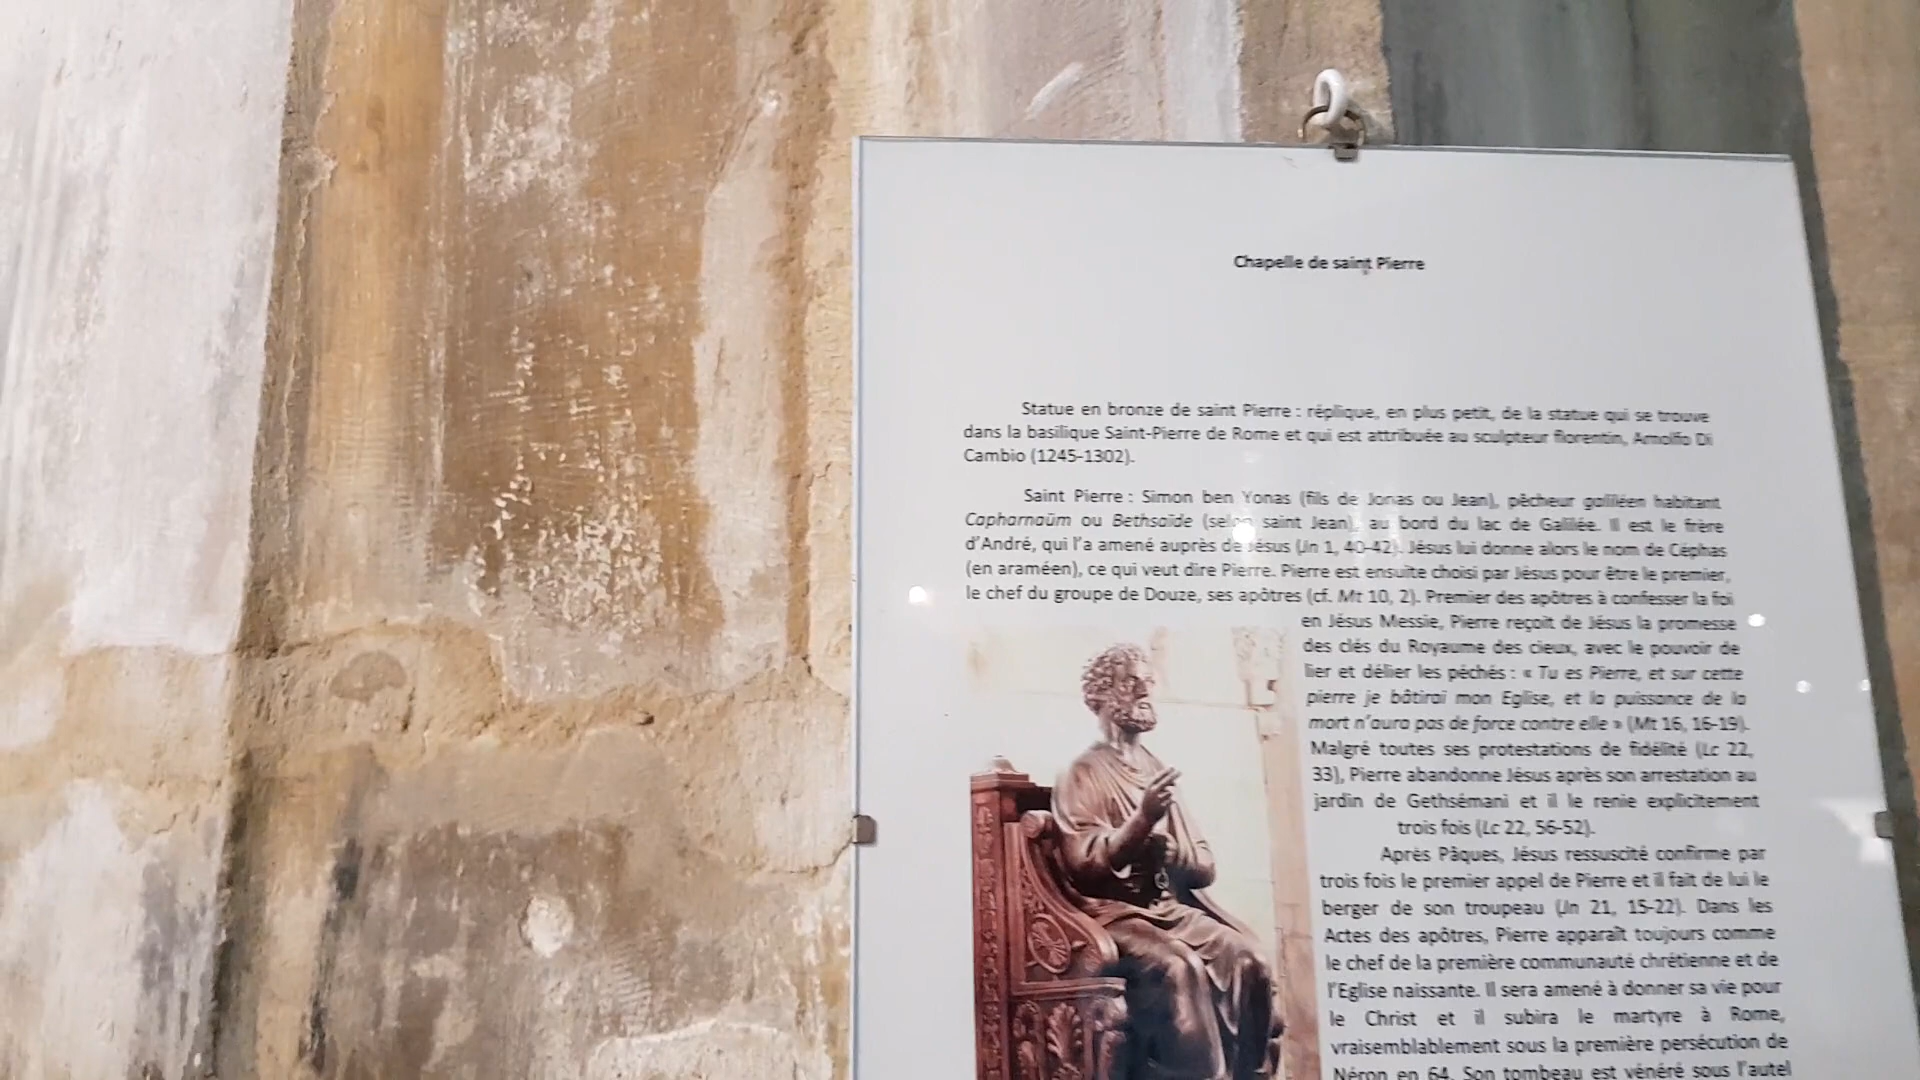 Chapelle de saint Pierre
Statue en bronze de saint Pierre : réplique, en plus petit, de la statue qui se trouve
dans la basilique Saint-Pierre de Rome et qui est attribuée au sculpteur florentin, Arnolfo Di
Cambio (1245-1302).
Saint Pierre : Simon ben Yonas (fils de Jonas ou Jean), pêcheur galiléen habitant
Capharnaüm ou Bethsaïde (selon saint Jean), au bord du lac de Galilée. Il est le frère
d'André, qui l'a amené auprès de Jésus (Jn 1, 40-42). Jésus lui donne alors le nom de Céphas
(en araméen), ce qui veut dire Pierre. Pierre est ensuite choisi par Jésus pour être le premier,
le chef du groupe de Douze, ses apôtres (cf. Mt 10, 2). Premier des apôtres à confesser la foi
en Jésus Messie, Pierre reçoit de Jésus la promesse
des clés du Royaume des cieux, avec le pouvoir de
lier et délier les péchés : « Tu es Pierre, et sur cette
pierre je bâtirai mon Eglise, et la puissance de la
mort n'aura pas de force contre elle » (Mt 16, 16-19).
Malgré toutes ses protestations de fidélité (Lc 22,
33), Pierre abandonne Jésus après son arrestation au
jardin de Gethsémani et il le renie explicitement
trois fois (Lc 22, 56-52).
Après Pâques, Jésus ressuscité confirme par
trois fois le premier appel de Pierre et il fait de lui le
berger de son troupeau (Jn 21, 15-22). Dans les
Actes des apôtres, Pierre apparaît toujours comme
le chef de la première communauté chrétienne et de
l'Eglise naissante. Il sera amené à donner sa vie pour
le Christ et il subira le martyre à Rome,
vraisemblablement sous la première persécution de
Néron en 64. Son tombeau est vénéré sous l'autel